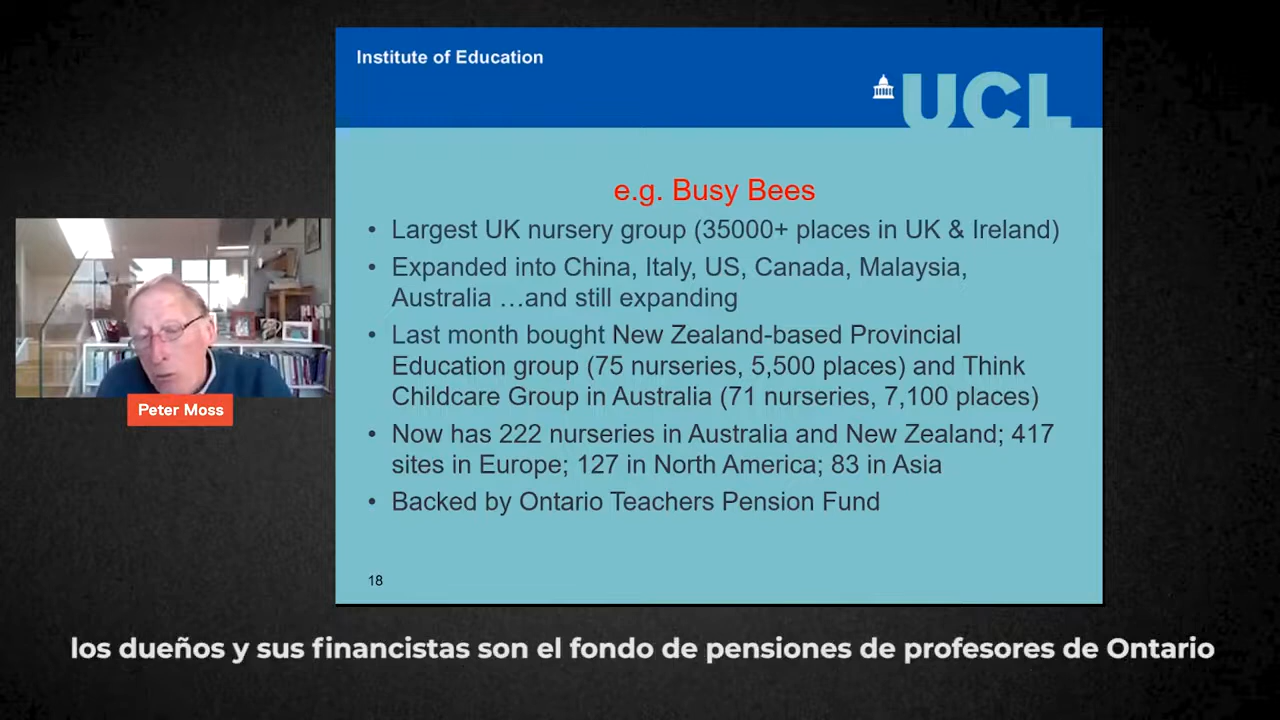 Institute of Education
UCL
e.g. Busy Bees
• Largest UK nursery group (35000+ places in UK & Ireland)
• Expanded into China, Italy, US, Canada, Malaysia,
Australia …and still expanding
• Last month bought New Zealand-based Provincial
Education group (75 nurseries, 5,500 places) and Think
Childcare Group in Australia (71 nurseries, 7,100 places)
• Now has 222 nurseries in Australia and New Zealand; 417
sites in Europe; 127 in North America; 83 in Asia
• Backed by Ontario Teachers Pension Fund
18
Peter Moss
los dueños y sus financistas son el fondo de pensiones de profesores de Ontario